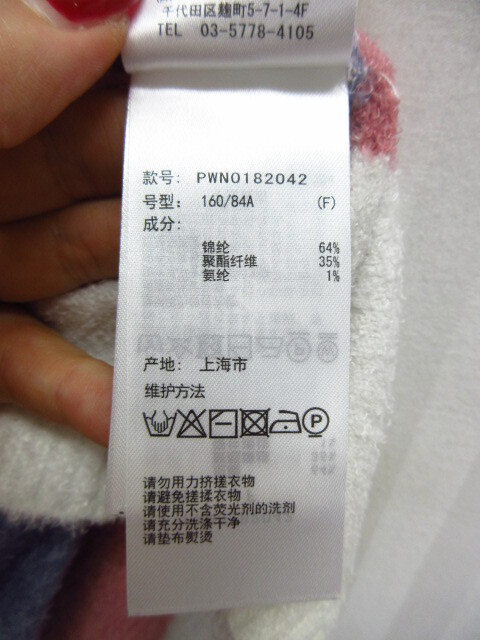 千代田区麹町5-7-1-4F
TEL 03-5778-4105
款号: PWNO182042
号型: 160/84A (F)
成分:
锦纶 64%
聚酯纤维 35%
氨纶 1%
产地: 上海市
维护方法
请勿用力挤搓衣物
请避免搓揉衣物
请使用不含荧光剂的洗剂
请充分洗涤干净
请垫布熨烫